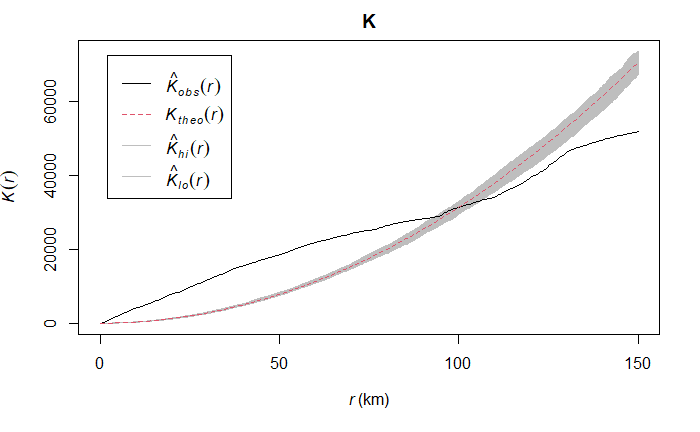 K
K̂obs(r)
Ktheo(r)
K̂hi(r)
K̂lo(r)
K(r)
60000
40000
20000
0
0 50 100 150
r (km)